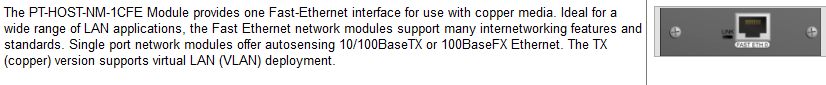 The PT-HOST-NM-1CFE Module provides one Fast-Ethernet interface for use with copper media. Ideal for a
wide range of LAN applications, the Fast Ethernet network modules support many internetworking features and
standards. Single port network modules offer autosensing 10/100BaseTX or 100BaseFX Ethernet. The TX
(copper) version supports virtual LAN (VLAN) deployment.
LINK
FAST ETH 0